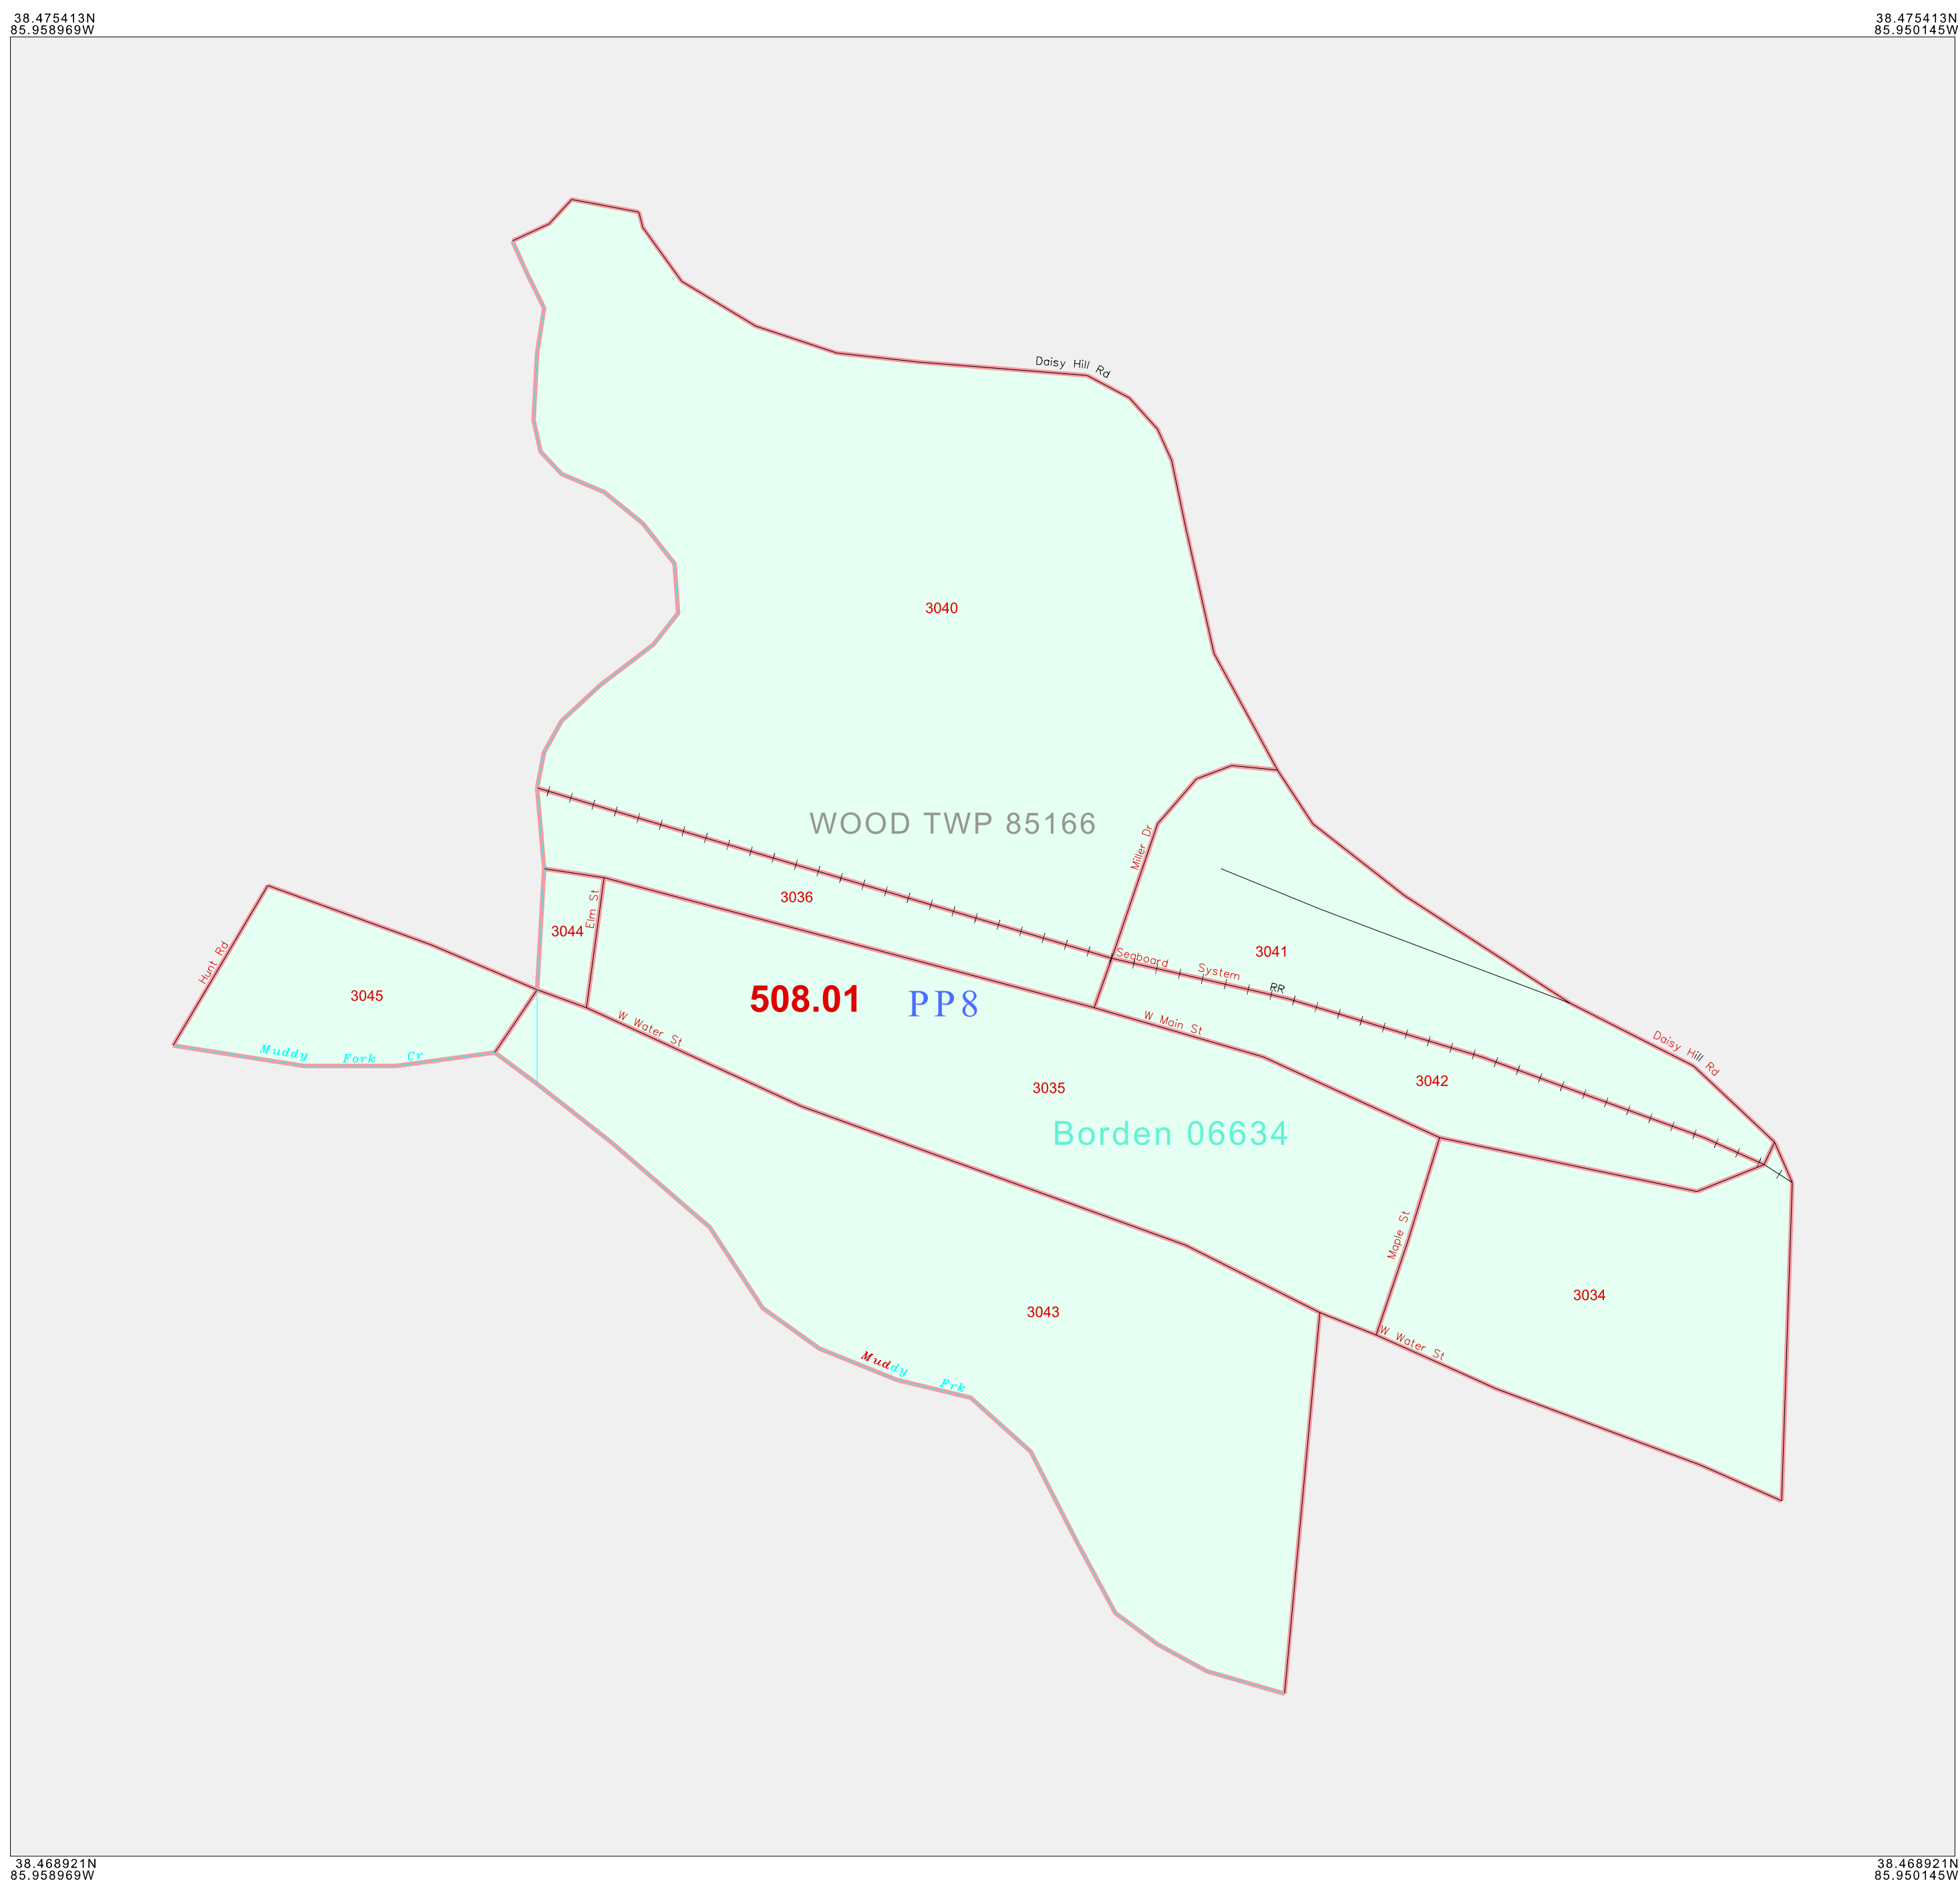 38.475413N
85.958969W
38.475413N
85.950145W
Daisy Hill Rd
3040
WOOD TWP 85166
Miller Dr
3036
Elm St
3044
Hunt Rd
3045
Seaboard System RR
3041
508.01
PP8
W Water St
W Main St
Muddy Fork Cr
Daisy Hill Rd
3042
3035
Borden 06634
Maple St
3034
3043
W Water St
Muddy Frk
38.468921N
85.958969W
38.468921N
85.950145W